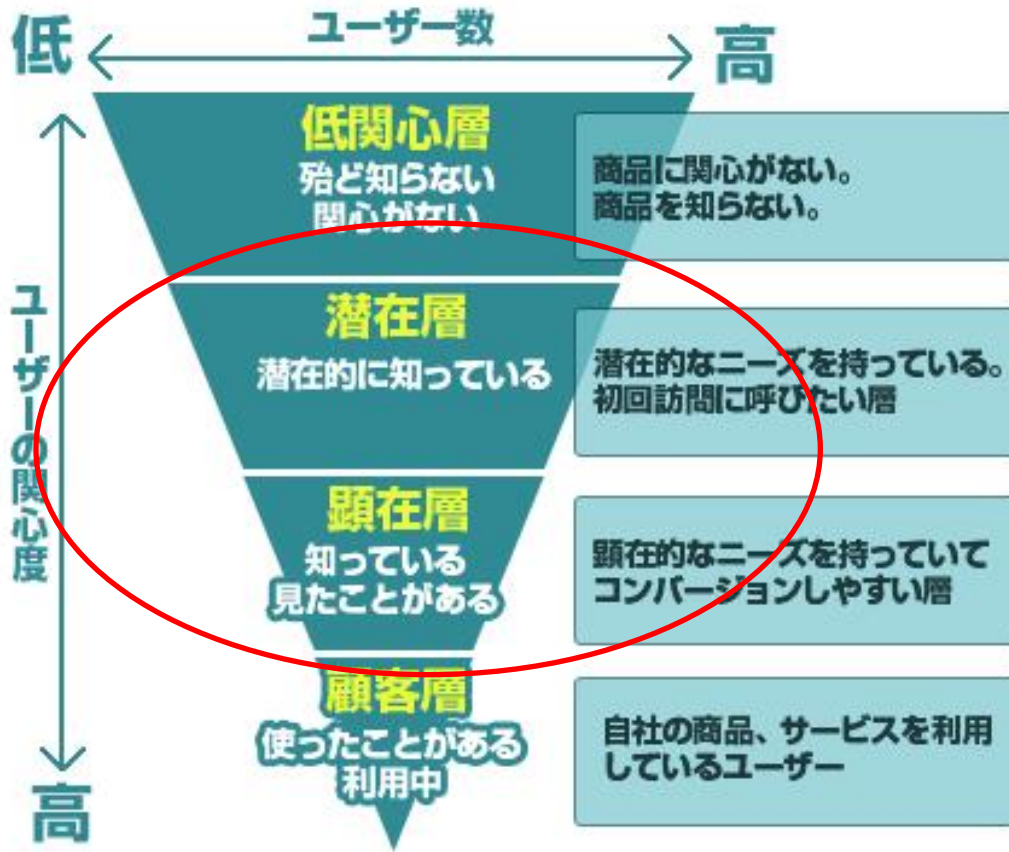 低
ユーザー数
高
低関心層
殆ど知らない
関心がない
商品に関心がない。
商品を知らない。
ユーザーの関心度
潜在層
潜在的に知っている
潜在的なニーズを持っている。
初回訪問に呼びたい層
顕在層
知っている
見たことがある
顕在的なニーズを持っていて
コンバージョンしやすい層
顧客層
使ったことがある
利用中
自社の商品、サービスを利用
しているユーザー
高